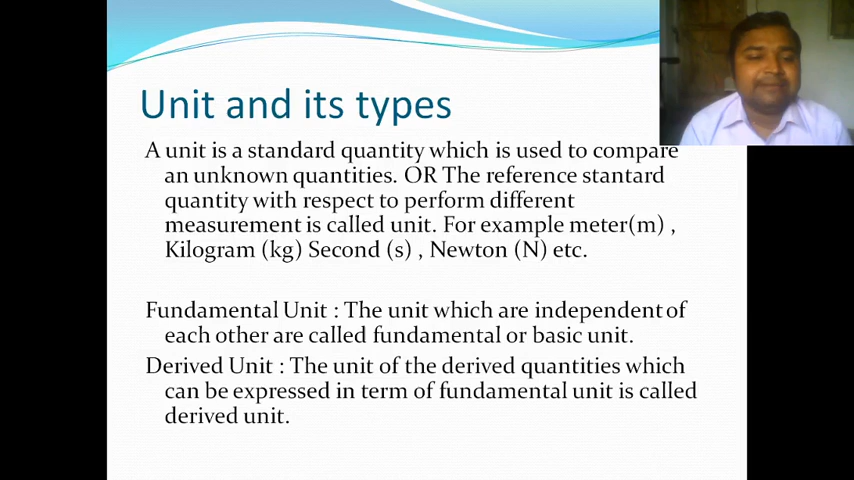 Unit and its types
A unit is a standard quantity which is used to compare
an unknown quantities. OR The reference stantard
quantity with respect to perform different
measurement is called unit. For example meter(m) ,
Kilogram (kg) Second (s) , Newton (N) etc.
Fundamental Unit : The unit which are independent of
each other are called fundamental or basic unit.
Derived Unit : The unit of the derived quantities which
can be expressed in term of fundamental unit is called
derived unit.